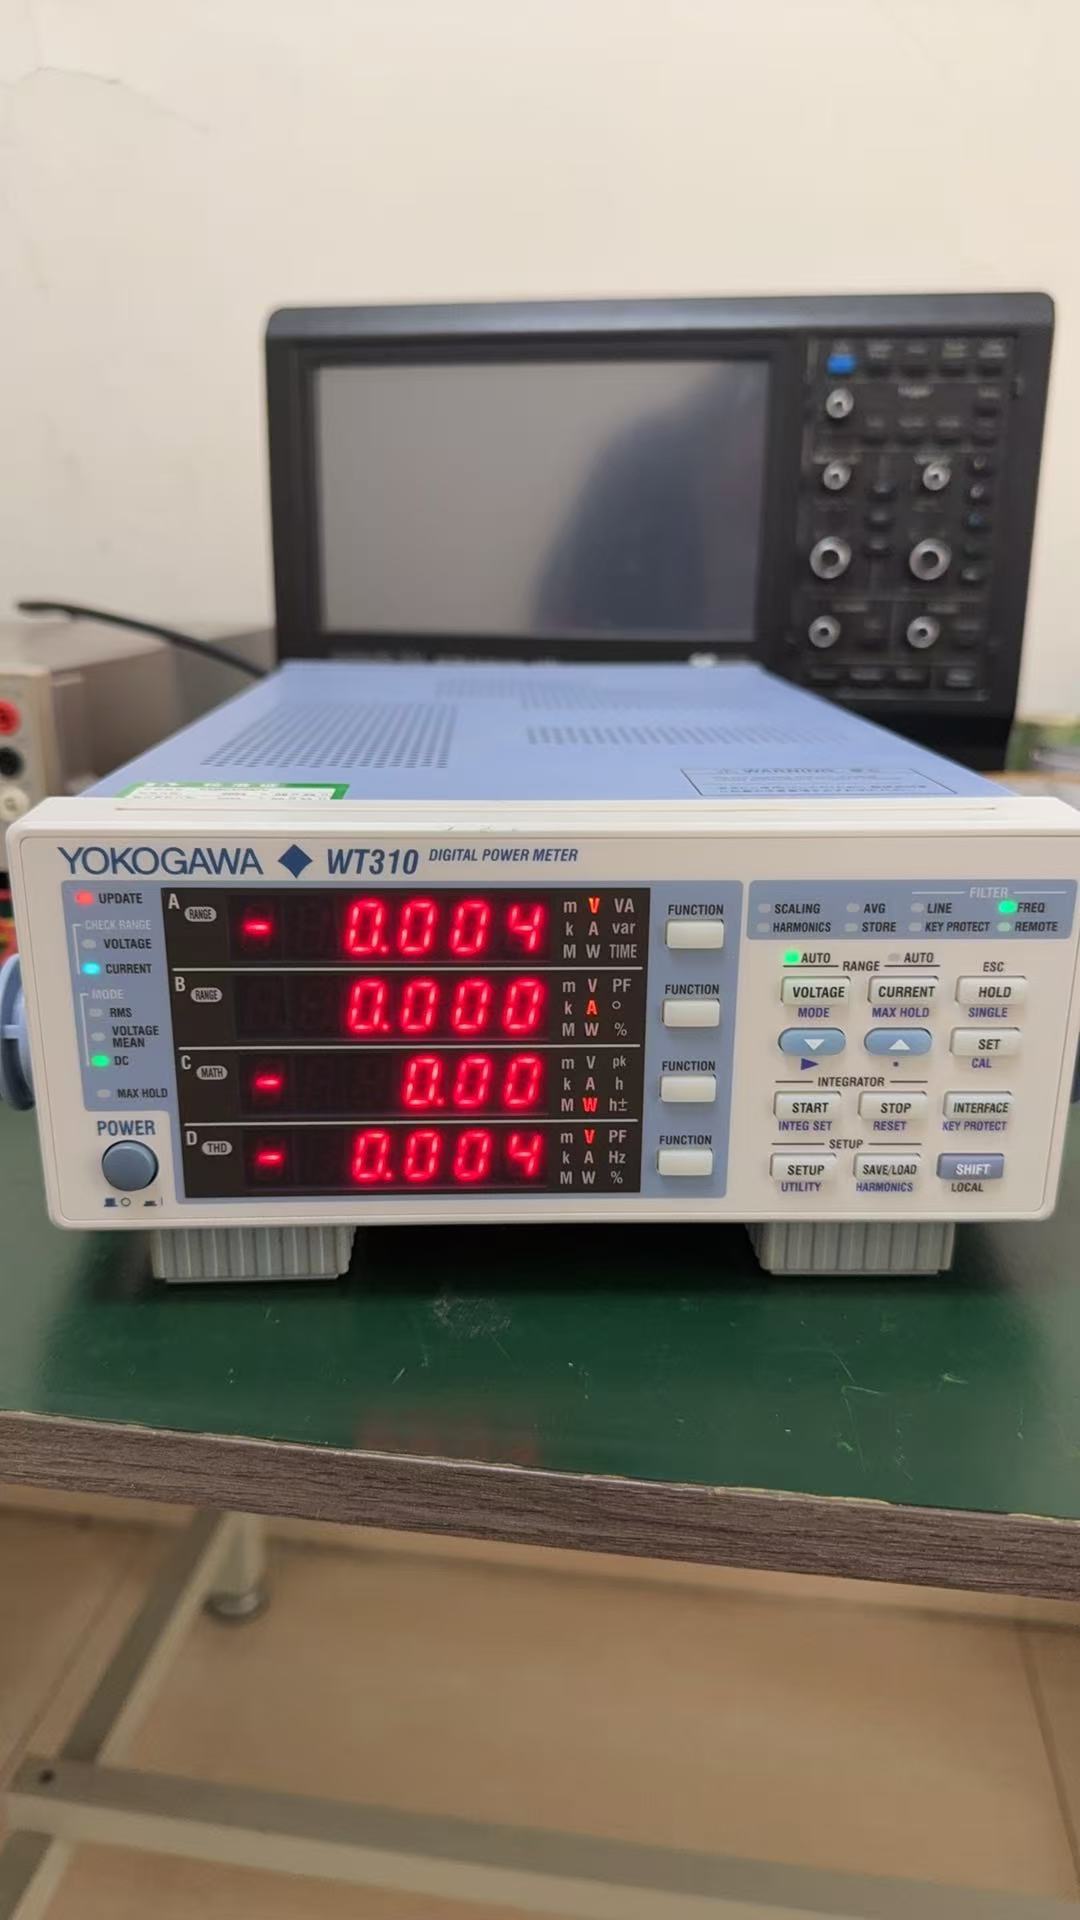 WARNING
YOKOGAWA WT310 DIGITAL POWER METER
UPDATE
CHECK RANGE
VOLTAGE
CURRENT
MODE
RMS
VOLTAGE MEAN
DC
MAX HOLD
POWER
A RANGE - 0.004 m V VA
k A var
M W TIME
B RANGE 0.000 m V PF
k A °
M W %
C MATH - 0.00 m V pk
k A h
M W h±
D THD - 0.004 m V PF
k A Hz
M W %
FUNCTION
FUNCTION
FUNCTION
FUNCTION
FILTER
SCALING AVG LINE FREQ
HARMONICS STORE KEY PROTECT REMOTE
AUTO RANGE AUTO ESC
VOLTAGE CURRENT HOLD
MODE MAX HOLD SINGLE
SET
CAL
INTEGRATOR
START STOP INTERFACE
INTEG SET RESET KEY PROTECT
SETUP
SETUP SAVE/LOAD SHIFT
UTILITY HARMONICS LOCAL